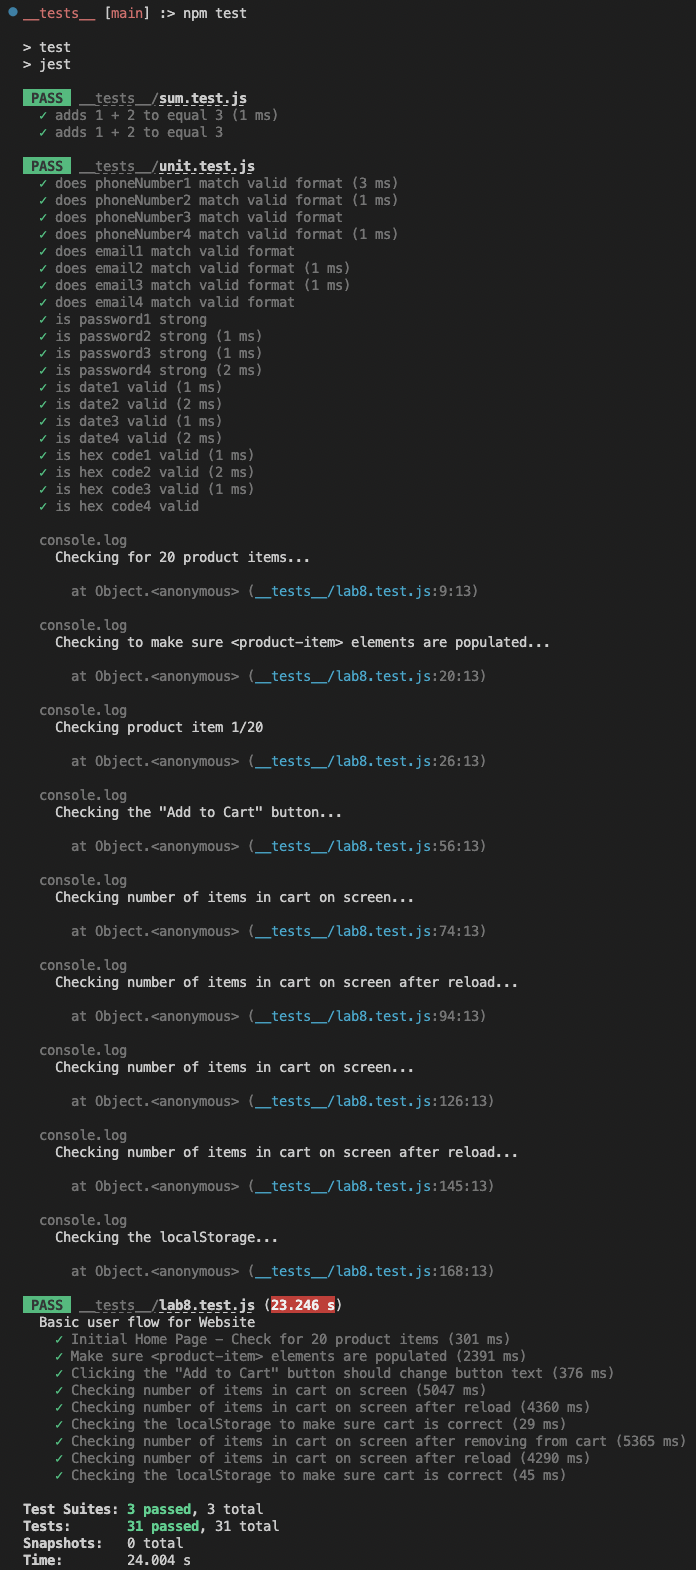 __tests__ [main] :> npm test
> test
> jest
PASS __tests__/sum.test.js
✓ adds 1 + 2 to equal 3 (1 ms)
✓ adds 1 + 2 to equal 3
PASS __tests__/unit.test.js
✓ does phoneNumber1 match valid format (3 ms)
✓ does phoneNumber2 match valid format (1 ms)
✓ does phoneNumber3 match valid format
✓ does phoneNumber4 match valid format (1 ms)
✓ does email1 match valid format
✓ does email2 match valid format (1 ms)
✓ does email3 match valid format (1 ms)
✓ does email4 match valid format
✓ is password1 strong
✓ is password2 strong (1 ms)
✓ is password3 strong (1 ms)
✓ is password4 strong (2 ms)
✓ is date1 valid (1 ms)
✓ is date2 valid (2 ms)
✓ is date3 valid (1 ms)
✓ is date4 valid (2 ms)
✓ is hex code1 valid (1 ms)
✓ is hex code2 valid (2 ms)
✓ is hex code3 valid (1 ms)
✓ is hex code4 valid
console.log
Checking for 20 product items...
at Object.<anonymous> (__tests__/lab8.test.js:9:13)
console.log
Checking to make sure <product-item> elements are populated...
at Object.<anonymous> (__tests__/lab8.test.js:20:13)
console.log
Checking product item 1/20
at Object.<anonymous> (__tests__/lab8.test.js:26:13)
console.log
Checking the "Add to Cart" button...
at Object.<anonymous> (__tests__/lab8.test.js:56:13)
console.log
Checking number of items in cart on screen...
at Object.<anonymous> (__tests__/lab8.test.js:74:13)
console.log
Checking number of items in cart on screen after reload...
at Object.<anonymous> (__tests__/lab8.test.js:94:13)
console.log
Checking number of items in cart on screen...
at Object.<anonymous> (__tests__/lab8.test.js:126:13)
console.log
Checking number of items in cart on screen after reload...
at Object.<anonymous> (__tests__/lab8.test.js:145:13)
console.log
Checking the localStorage...
at Object.<anonymous> (__tests__/lab8.test.js:168:13)
PASS __tests__/lab8.test.js (23.246 s)
Basic user flow for Website
✓ Initial Home Page – Check for 20 product items (301 ms)
✓ Make sure <product-item> elements are populated (2391 ms)
✓ Clicking the "Add to Cart" button should change button text (376 ms)
✓ Checking number of items in cart on screen (5047 ms)
✓ Checking number of items in cart on screen after reload (4360 ms)
✓ Checking the localStorage to make sure cart is correct (29 ms)
✓ Checking number of items in cart on screen after removing from cart (5365 ms)
✓ Checking number of items in cart on screen after reload (4290 ms)
✓ Checking the localStorage to make sure cart is correct (45 ms)
Test Suites: 3 passed, 3 total
Tests: 31 passed, 31 total
Snapshots: 0 total
Time: 24.004 s